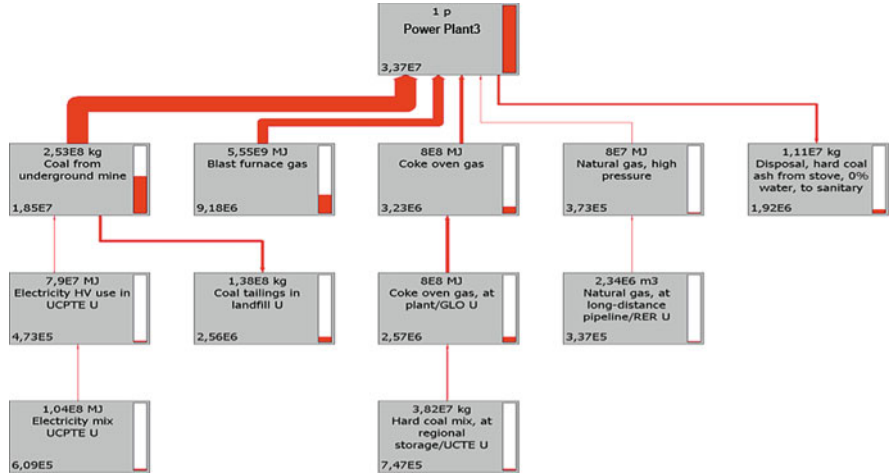 1 p
Power Plant3
3,37E7
2,53E8 kg
Coal from
underground mine
1,85E7
5,55E9 MJ
Blast furnace gas
9,18E6
8E8 MJ
Coke oven gas
3,23E6
8E7 MJ
Natural gas, high
pressure
3,73E5
1,11E7 kg
Disposal, hard coal
ash from stove, 0%
water, to sanitary
1,92E6
7,9E7 MJ
Electricity HV use in
UCPTE U
4,73E5
1,38E8 kg
Coal tailings in
landfill U
2,56E6
8E8 MJ
Coke oven gas, at
plant/GLO U
2,57E6
2,34E6 m3
Natural gas, at
long-distance
pipeline/RER U
3,37E5
1,04E8 MJ
Electricity mix
UCPTE U
6,09E5
3,82E7 kg
Hard coal mix, at
regional
storage/UCTE U
7,47E5